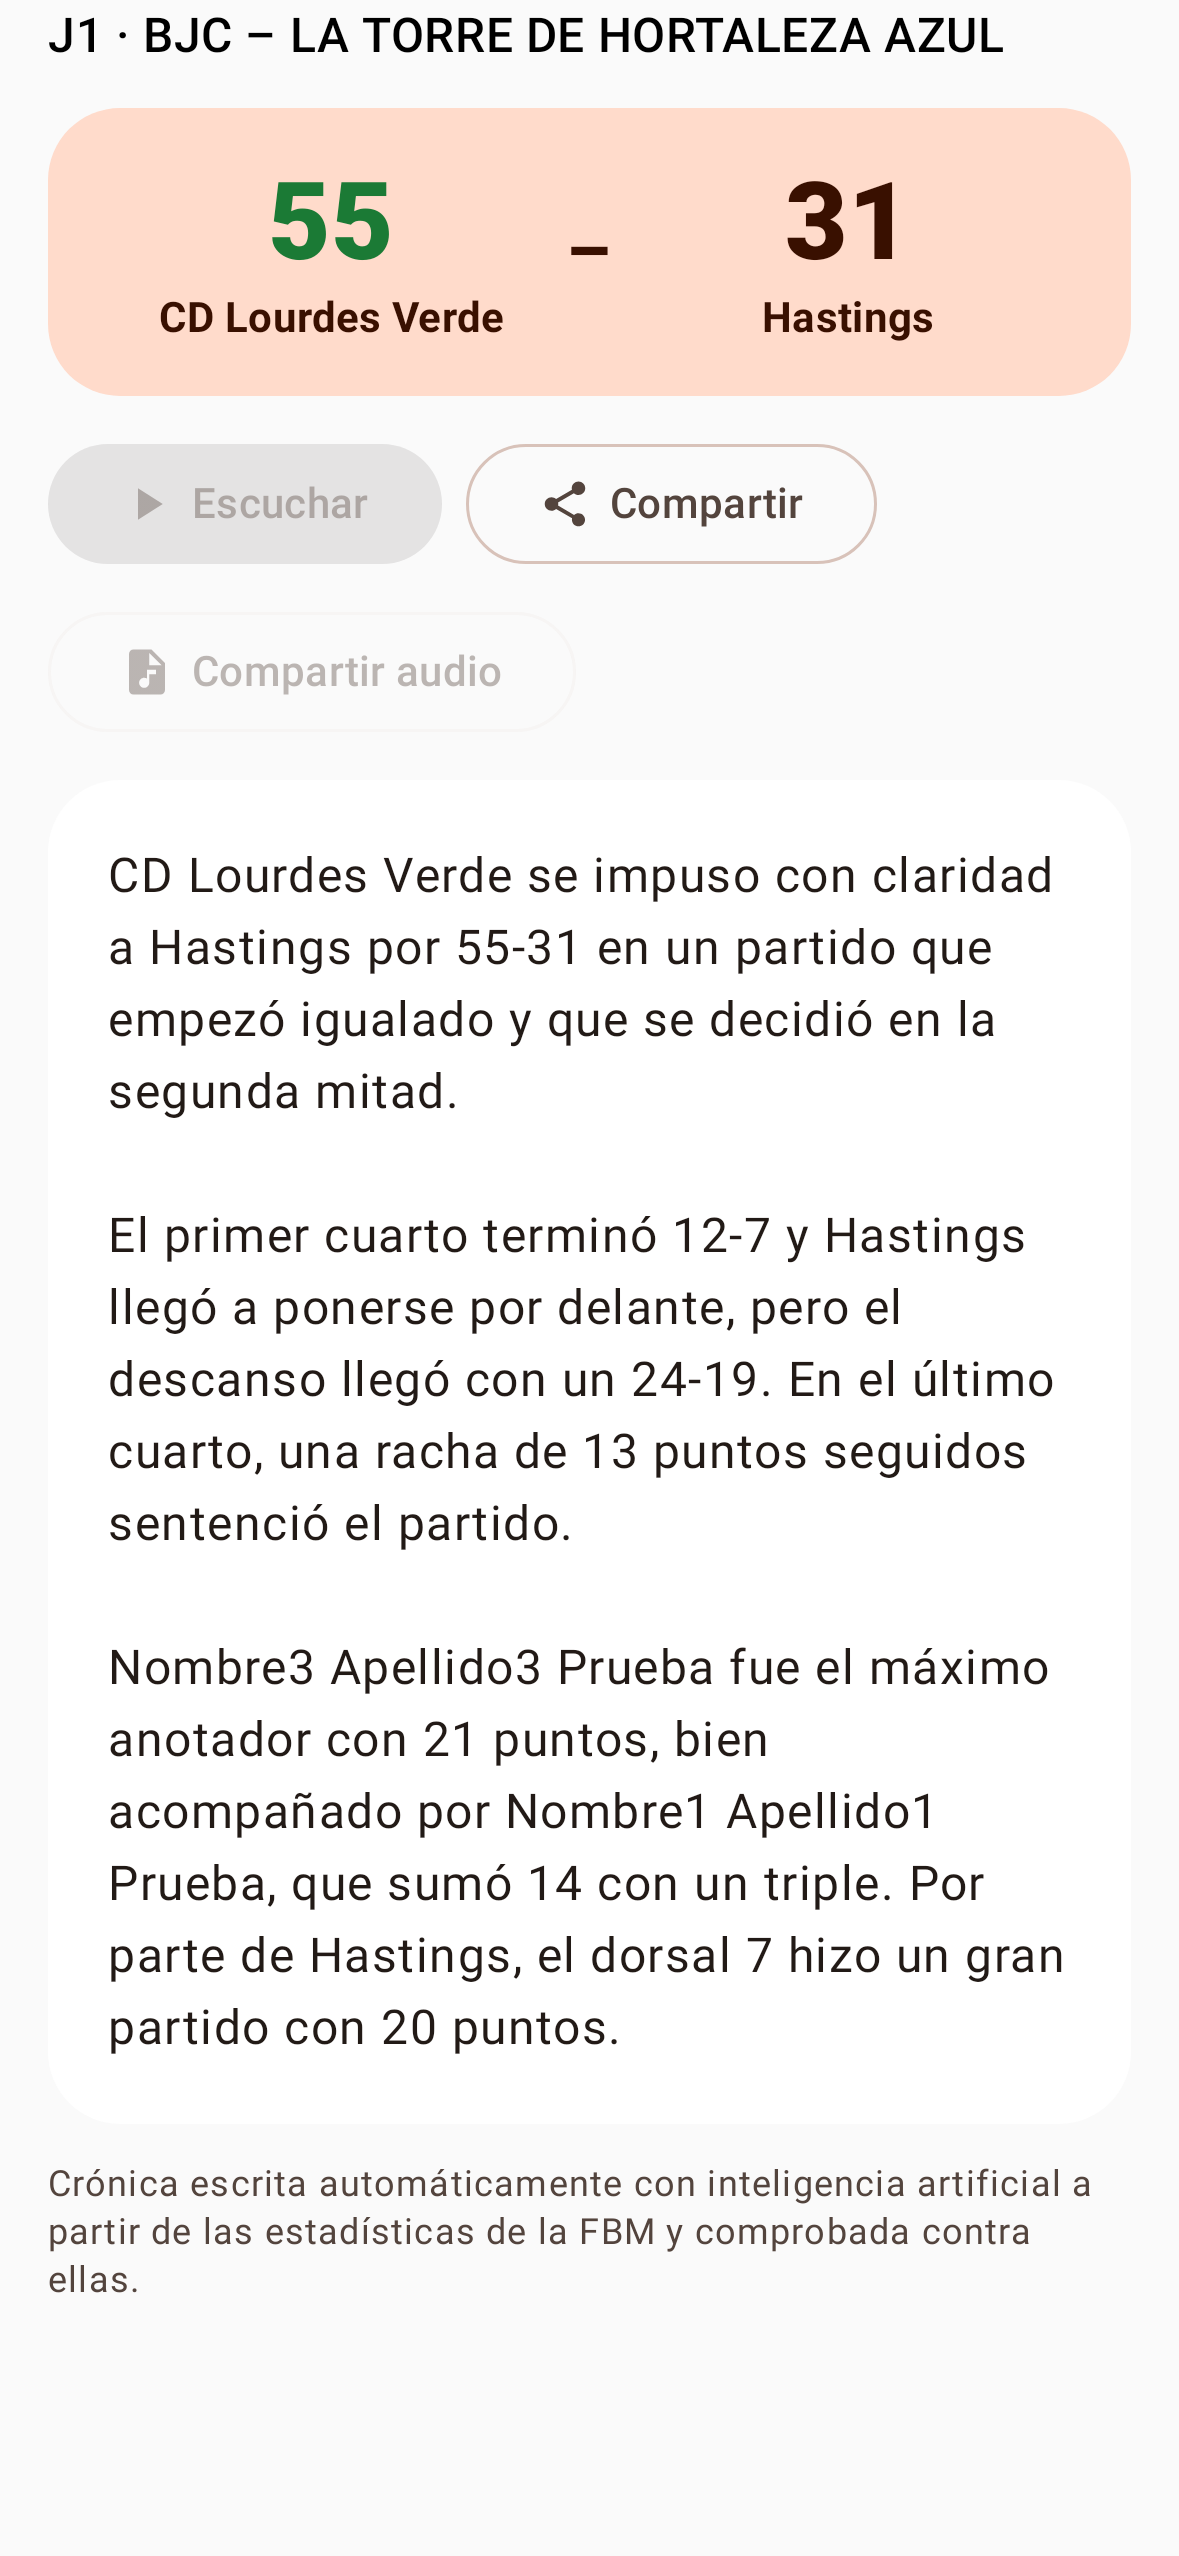 J1 · BJC – LA TORRE DE HORTALEZA AZUL
55 – 31
CD Lourdes Verde Hastings
Escuchar Compartir
Compartir audio
CD Lourdes Verde se impuso con claridad
a Hastings por 55-31 en un partido que
empezó igualado y que se decidió en la
segunda mitad.
El primer cuarto terminó 12-7 y Hastings
llegó a ponerse por delante, pero el
descanso llegó con un 24-19. En el último
cuarto, una racha de 13 puntos seguidos
sentenció el partido.
Nombre3 Apellido3 Prueba fue el máximo
anotador con 21 puntos, bien
acompañado por Nombre1 Apellido1
Prueba, que sumó 14 con un triple. Por
parte de Hastings, el dorsal 7 hizo un gran
partido con 20 puntos.
Crónica escrita automáticamente con inteligencia artificial a
partir de las estadísticas de la FBM y comprobada contra
ellas.